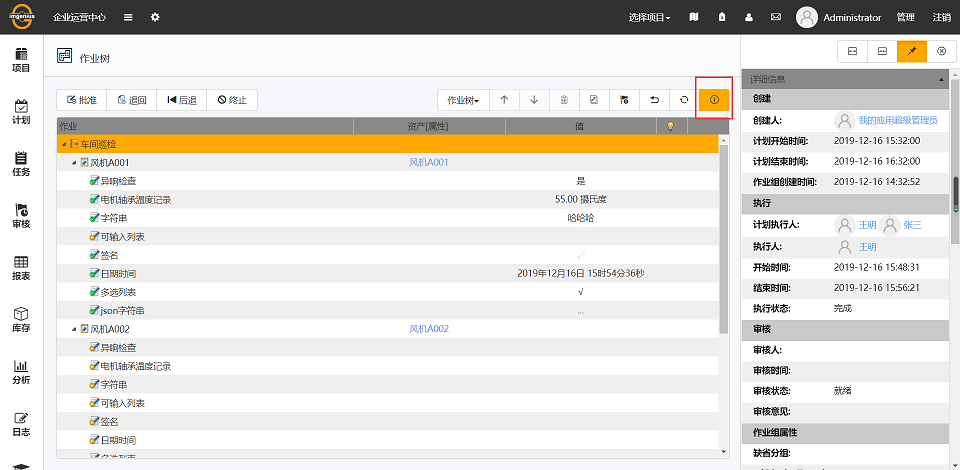 imgenius
企业运营中心
选择项目
Administrator
管理
注销
项目
计划
任务
审核
报表
库存
分析
日志
作业树
批准
退回
后退
终止
作业树
作业 资产[属性] 值
车间巡检
风机A001 风机A001
异响检查 是
电机轴承温度记录 55.00 摄氏度
字符串 哈哈哈
可输入列表
签名
日期时间 2019年12月16日 15时54分36秒
多选列表 √
json字符串 ...
风机A002 风机A002
异响检查
电机轴承温度记录
字符串
可输入列表
签名
日期时间
多选列表
详细信息
创建
创建人: 我的应用超级管理员
计划开始时间: 2019-12-16 15:32:00
计划结束时间: 2019-12-16 16:32:00
作业组创建时间: 2019-12-16 14:32:52
执行
计划执行人: 王明 张三
执行人: 王明
开始时间: 2019-12-16 15:48:31
结束时间: 2019-12-16 15:56:21
执行状态: 完成
审核
审核人:
审核时间:
审核状态: 就绪
审核意见:
作业组属性
缺省分组: